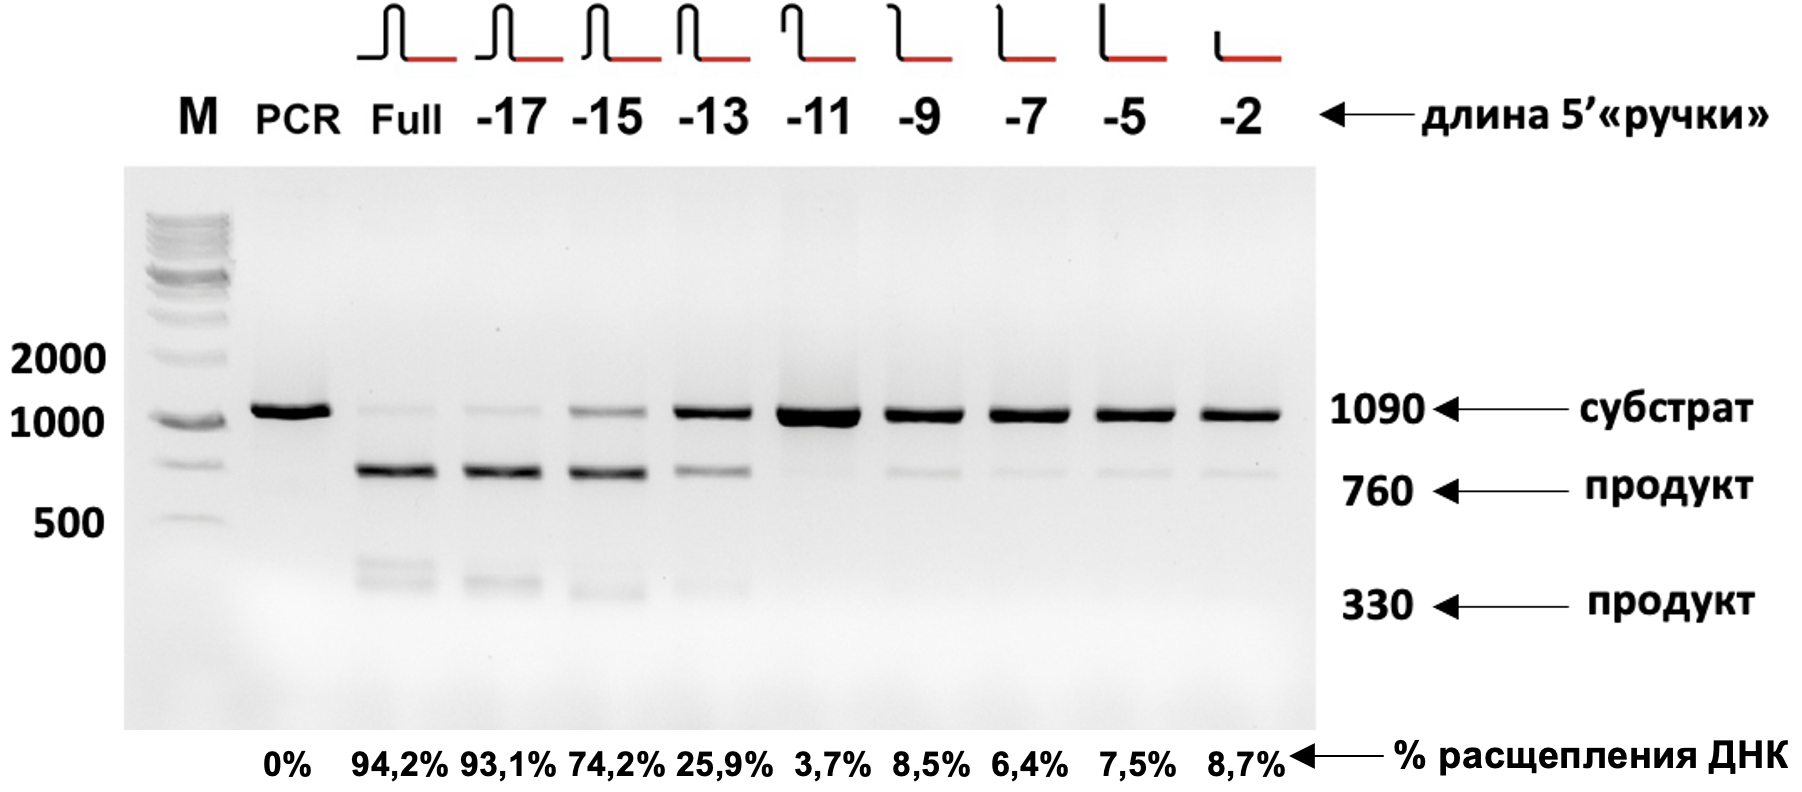 M PCR Full -17 -15 -13 -11 -9 -7 -5 -2 длина 5’«ручки»
2000
1000
500
1090 субстрат
760 продукт
330 продукт
0% 94,2% 93,1% 74,2% 25,9% 3,7% 8,5% 6,4% 7,5% 8,7% % расщепления ДНК